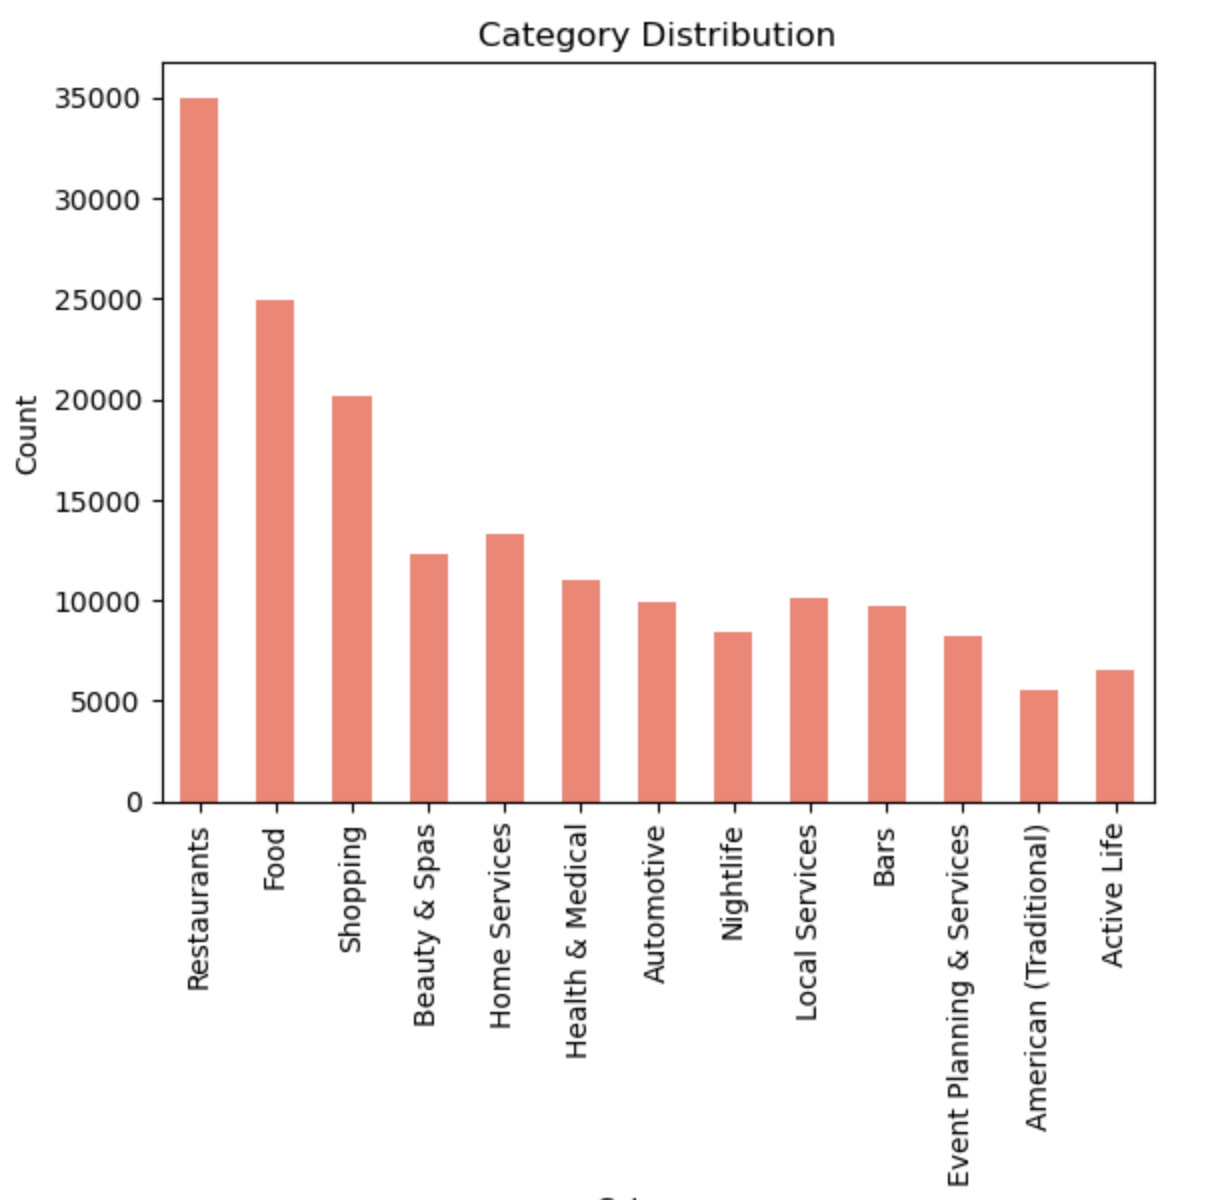 Category Distribution
35000
30000
25000
20000
15000
10000
5000
0
Count
Restaurants
Food
Shopping
Beauty & Spas
Home Services
Health & Medical
Automotive
Nightlife
Local Services
Bars
Event Planning & Services
American (Traditional)
Active Life